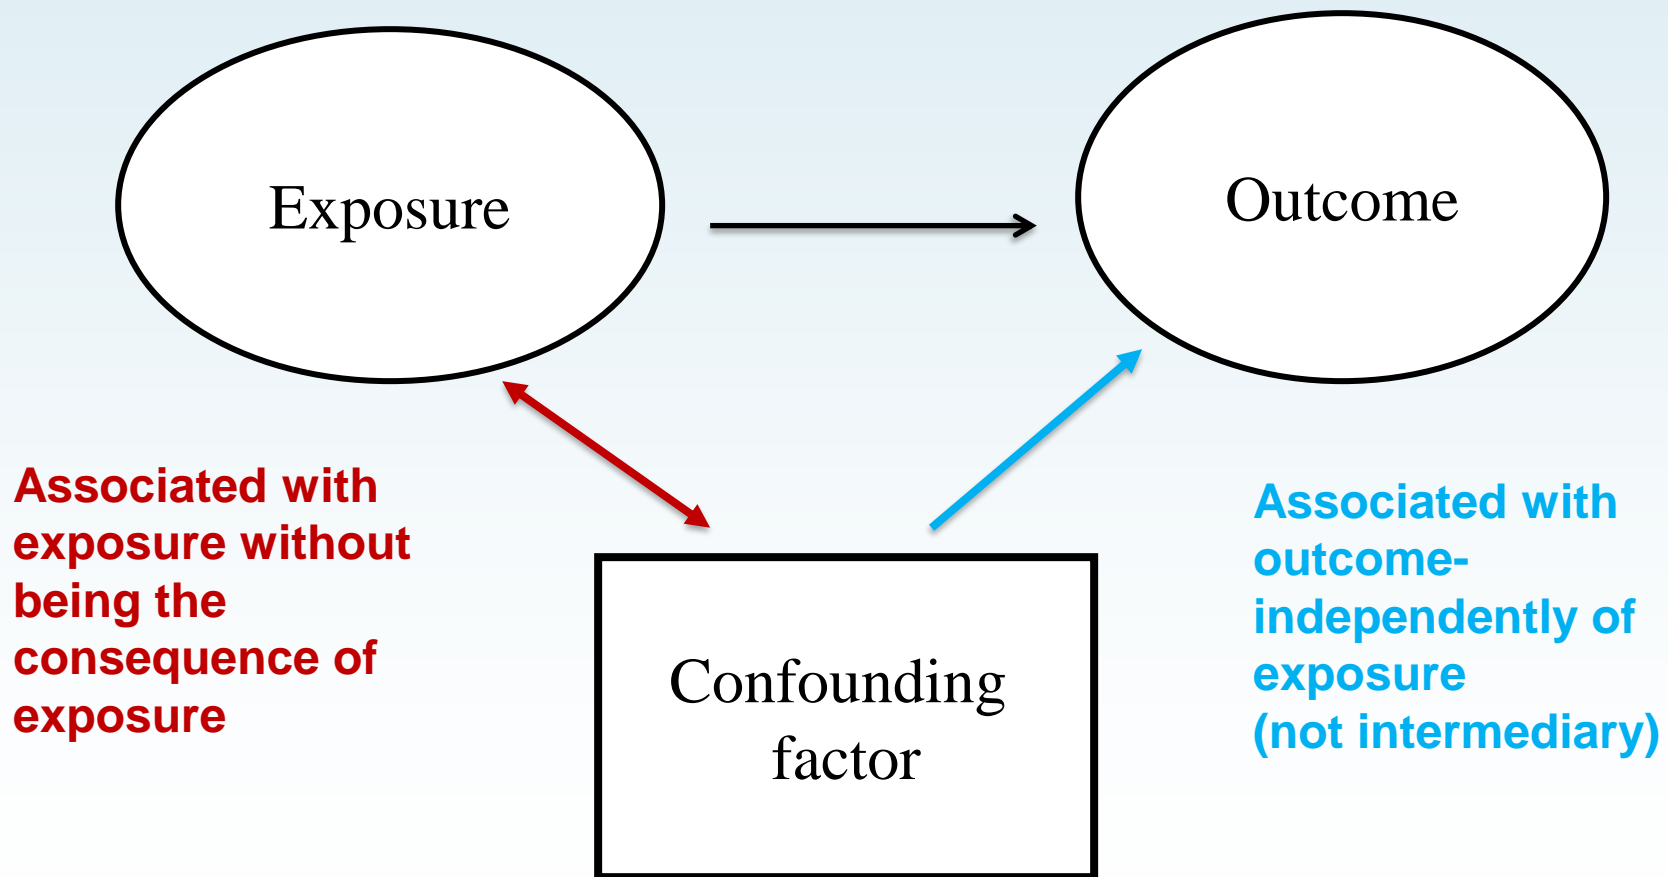 Exposure
Outcome
Associated with
exposure without
being the
consequence of
exposure
Associated with
outcome-
independently of
exposure
(not intermediary)
Confounding
factor